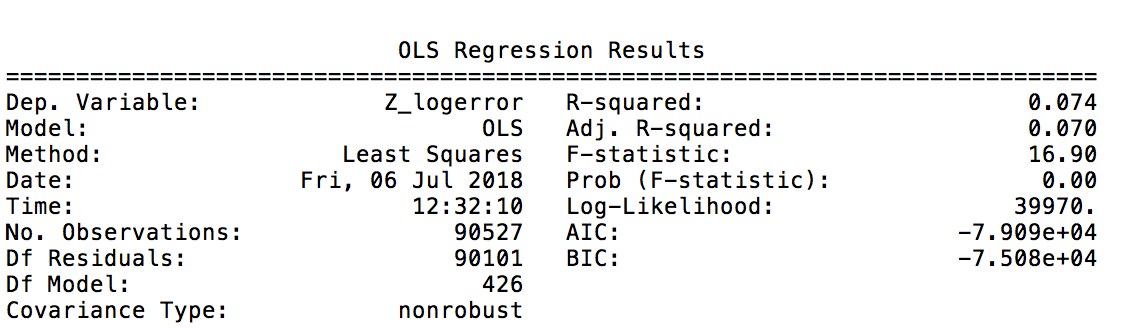 OLS Regression Results
==============================================================================
Dep. Variable: Z_logerror R-squared: 0.074
Model: OLS Adj. R-squared: 0.070
Method: Least Squares F-statistic: 16.90
Date: Fri, 06 Jul 2018 Prob (F-statistic): 0.00
Time: 12:32:10 Log-Likelihood: 39970.
No. Observations: 90527 AIC: -7.909e+04
Df Residuals: 90101 BIC: -7.508e+04
Df Model: 426
Covariance Type: nonrobust